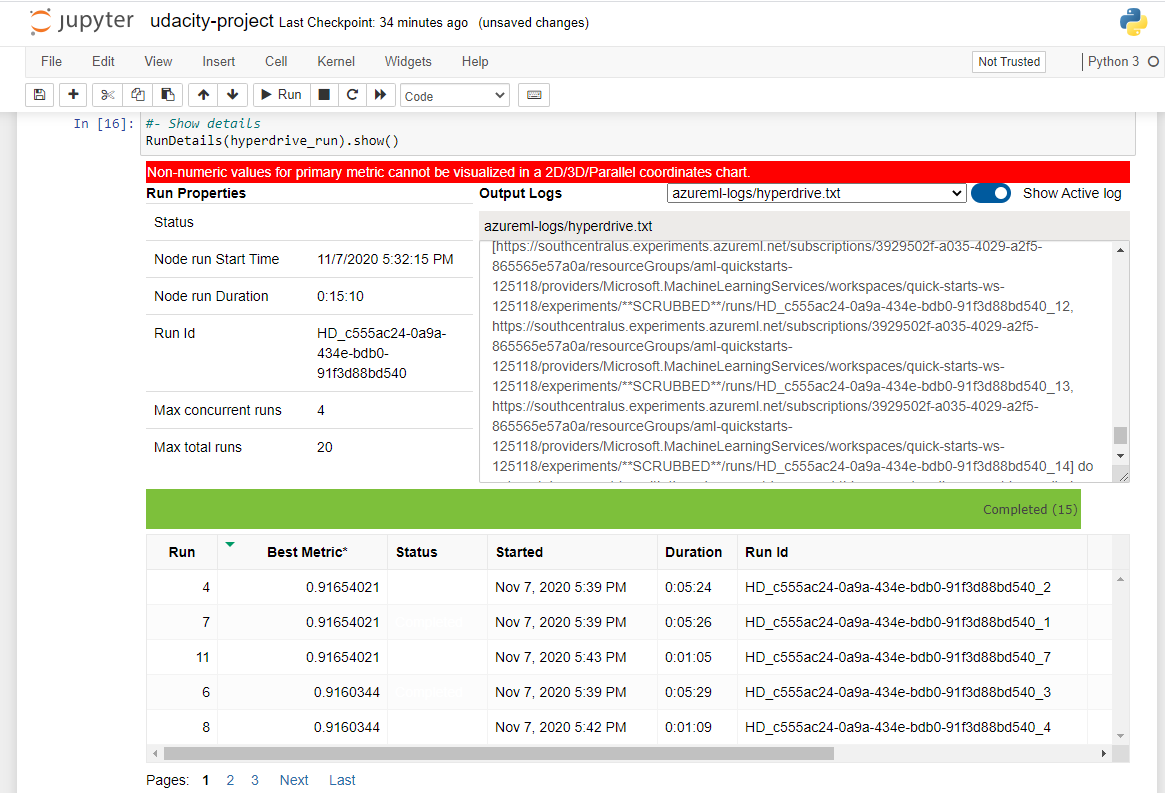 jupyter udacity-project Last Checkpoint: 34 minutes ago (unsaved changes)
File Edit View Insert Cell Kernel Widgets Help Not Trusted Python 3
Run Code
In [16]: #- Show details
RunDetails(hyperdrive_run).show()
Non-numeric values for primary metric cannot be visualized in a 2D/3D/Parallel coordinates chart.
Run Properties
Status
Node run Start Time 11/7/2020 5:32:15 PM
Node run Duration 0:15:10
Run Id HD_c555ac24-0a9a-
434e-bdb0-
91f3d88bd540
Max concurrent runs 4
Max total runs 20
Output Logs azureml-logs/hyperdrive.txt Show Active log
azureml-logs/hyperdrive.txt
[https://southcentralus.experiments.azureml.net/subscriptions/3929502f-a035-4029-a2f5-
865565e57a0a/resourceGroups/aml-quickstarts-
125118/providers/Microsoft.MachineLearningServices/workspaces/quick-starts-ws-
125118/experiments/**SCRUBBED**/runs/HD_c555ac24-0a9a-434e-bdb0-91f3d88bd540_12,
https://southcentralus.experiments.azureml.net/subscriptions/3929502f-a035-4029-a2f5-
865565e57a0a/resourceGroups/aml-quickstarts-
125118/providers/Microsoft.MachineLearningServices/workspaces/quick-starts-ws-
125118/experiments/**SCRUBBED**/runs/HD_c555ac24-0a9a-434e-bdb0-91f3d88bd540_13,
https://southcentralus.experiments.azureml.net/subscriptions/3929502f-a035-4029-a2f5-
865565e57a0a/resourceGroups/aml-quickstarts-
125118/providers/Microsoft.MachineLearningServices/workspaces/quick-starts-ws-
125118/experiments/**SCRUBBED**/runs/HD_c555ac24-0a9a-434e-bdb0-91f3d88bd540_14] do
Completed (15)
Run Best Metric* Status Started Duration Run Id
4 0.91654021 Nov 7, 2020 5:39 PM 0:05:24 HD_c555ac24-0a9a-434e-bdb0-91f3d88bd540_2
7 0.91654021 Nov 7, 2020 5:39 PM 0:05:26 HD_c555ac24-0a9a-434e-bdb0-91f3d88bd540_1
11 0.91654021 Nov 7, 2020 5:43 PM 0:01:05 HD_c555ac24-0a9a-434e-bdb0-91f3d88bd540_7
6 0.9160344 Nov 7, 2020 5:39 PM 0:05:29 HD_c555ac24-0a9a-434e-bdb0-91f3d88bd540_3
8 0.9160344 Nov 7, 2020 5:42 PM 0:01:09 HD_c555ac24-0a9a-434e-bdb0-91f3d88bd540_4
Pages: 1 2 3 Next Last